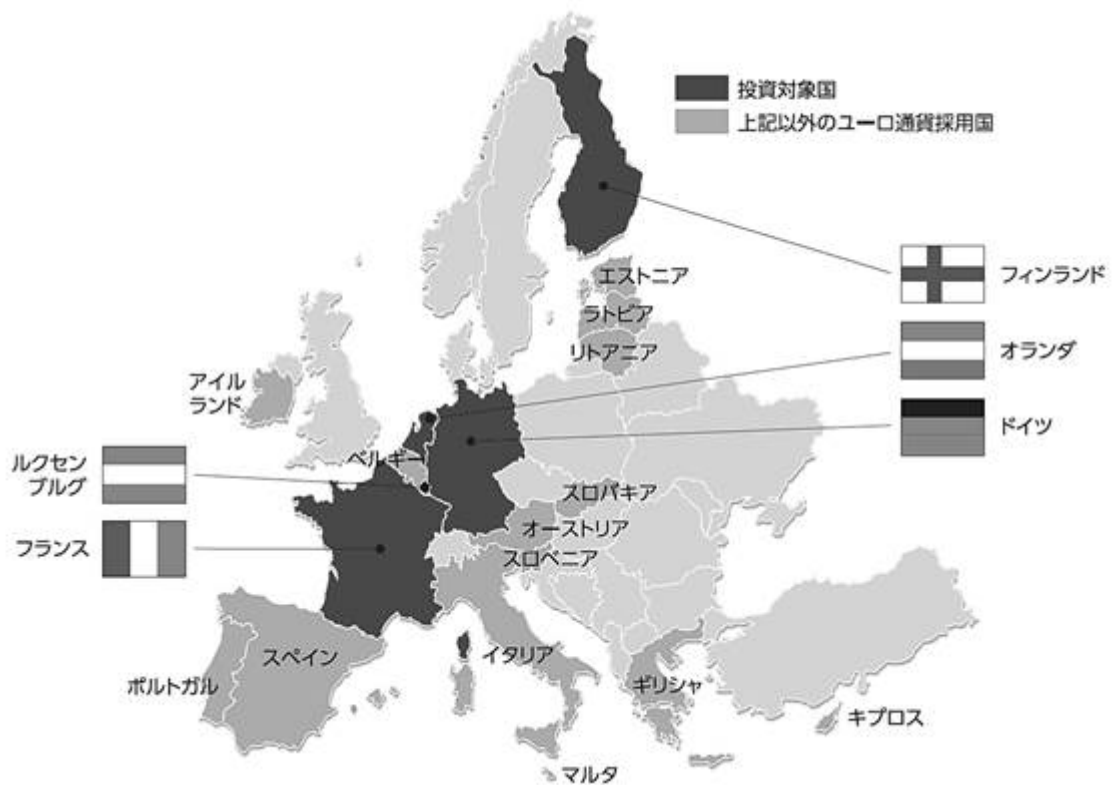 投資対象国
上記以外のユーロ通貨採用国
フィンランド
エストニア
ラトビア
リトアニア
オランダ
アイル
ランド
ドイツ
ベルギー
ルクセン
ブルグ
スロバキア
オーストリア
フランス
スロベニア
スペイン
イタリア
ポルトガル
ギリシャ
キプロス
マルタ